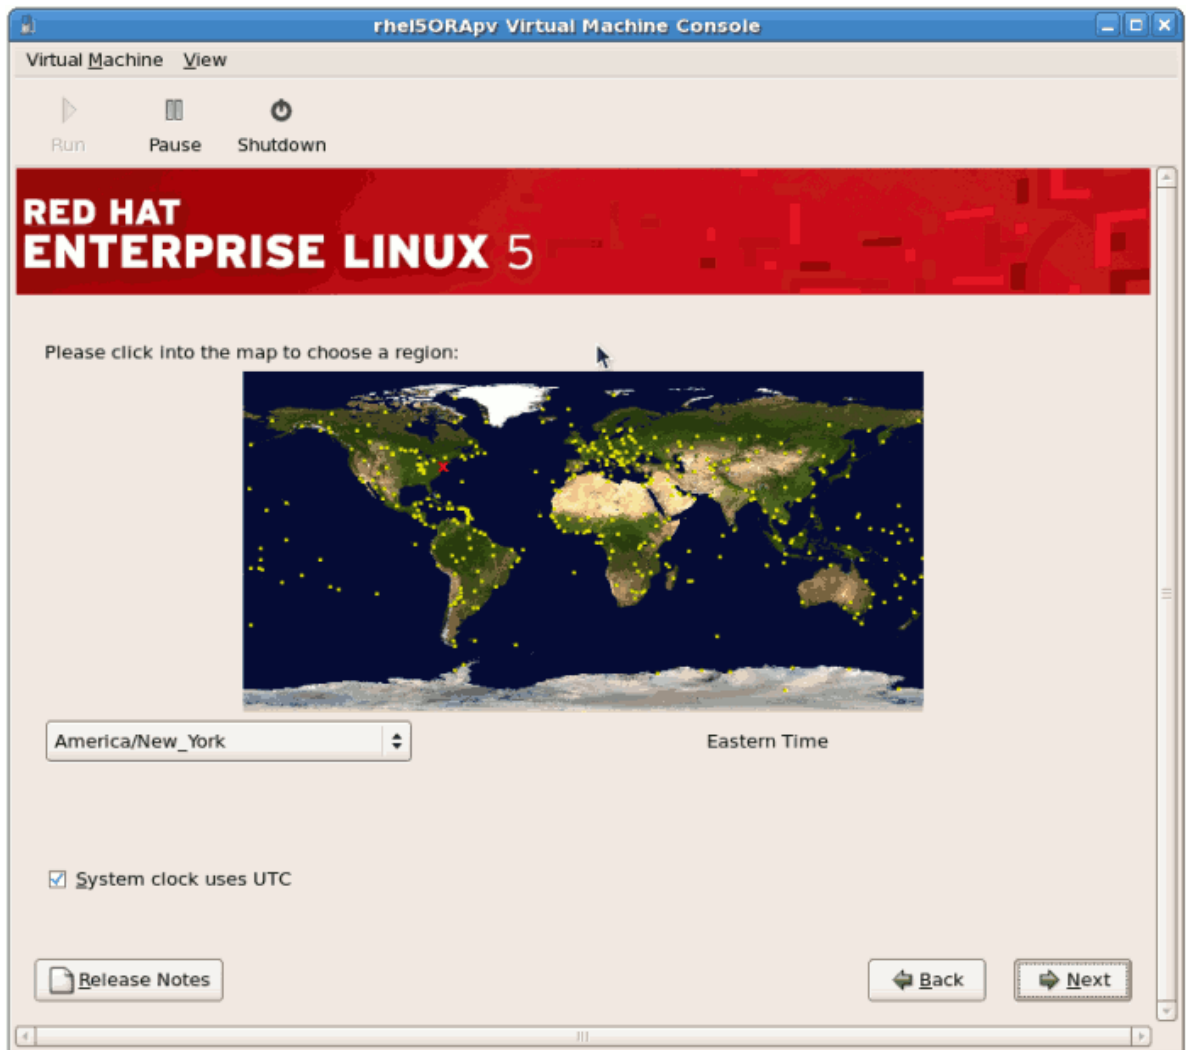 rhel5ORApv Virtual Machine Console
Virtual Machine View
Run Pause Shutdown
RED HAT
ENTERPRISE LINUX 5
Please click into the map to choose a region:
America/New_York Eastern Time
System clock uses UTC
Release Notes Back Next